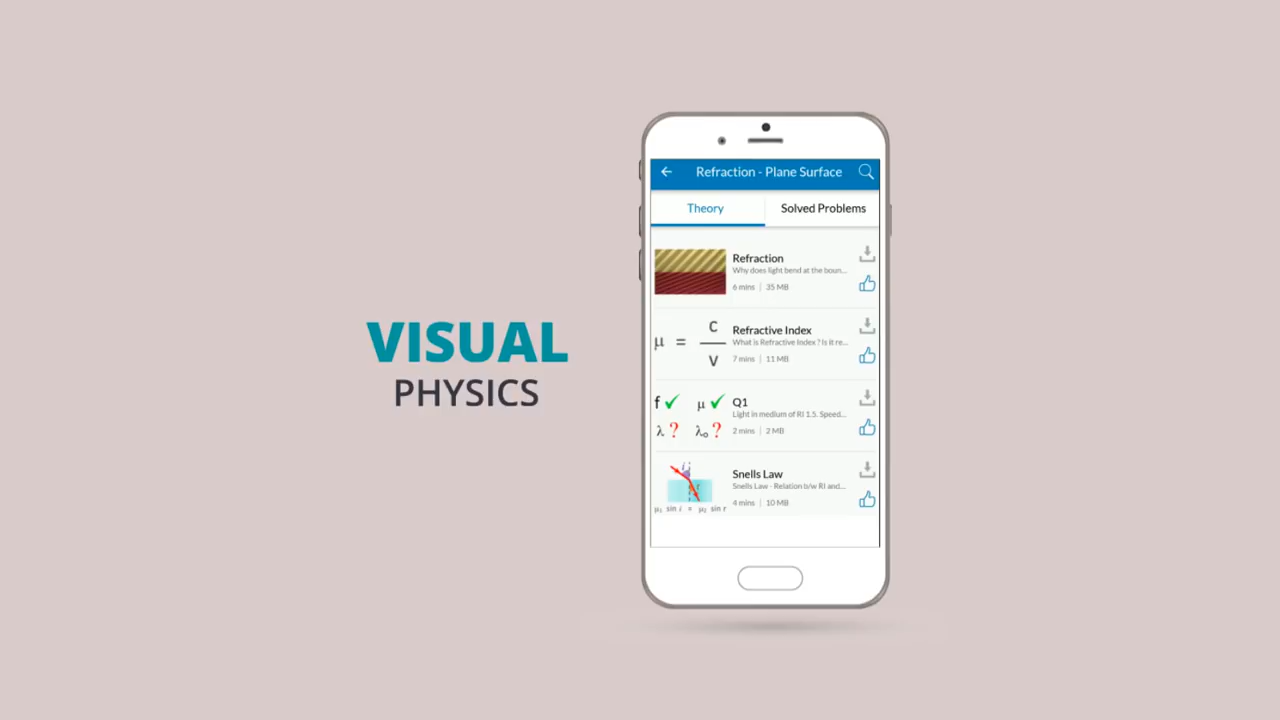 VISUAL
PHYSICS
Refraction - Plane Surface
Theory
Solved Problems
Refraction
Why does light bend at the boun...
6 mins | 35 MB
μ = C / V
Refractive Index
What is Refractive Index ? Is it re...
7 mins | 11 MB
f ✓ μ ✓
λ ? λ₀ ?
Q1
Light in medium of RI 1.5. Speed...
2 mins | 2 MB
i
r
μ₁ sin i = μ₂ sin r
Snells Law
Snells Law - Relation b/w RI and...
4 mins | 10 MB